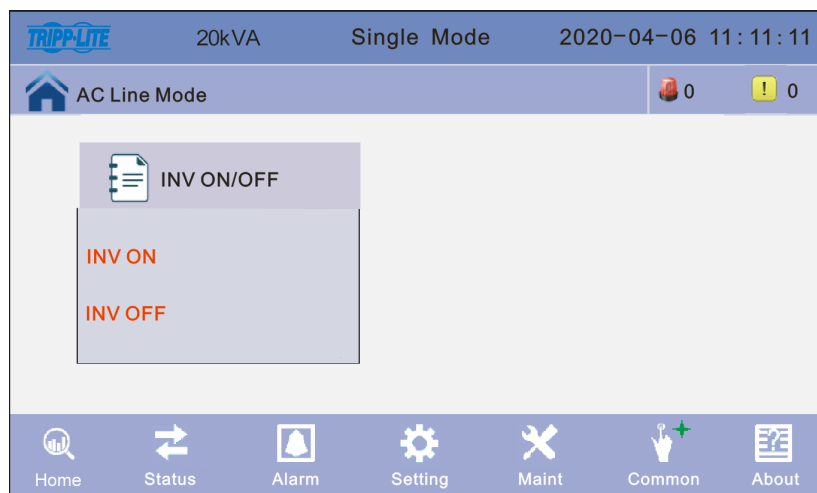 TRIPP·LITE 20kVA Single Mode 2020-04-06 11:11:11
AC Line Mode 0 ! 0
INV ON/OFF
INV ON
INV OFF
Home Status Alarm Setting Maint Common About